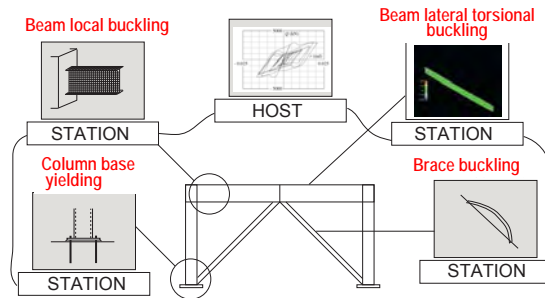 Beam local buckling
Beam lateral torsional
buckling
HOST
STATION
STATION
Column base
yielding
Brace buckling
STATION
STATION